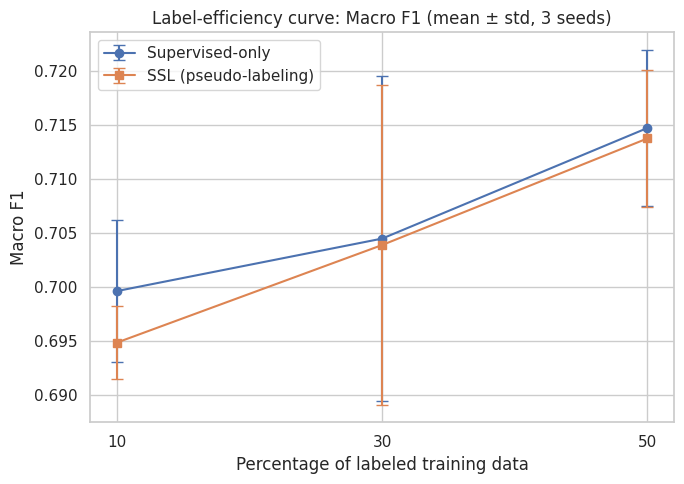 Label-efficiency curve: Macro F1 (mean ± std, 3 seeds)
Supervised-only
SSL (pseudo-labeling)
0.720
0.715
0.710
0.705
0.700
0.695
0.690
Macro F1
10
30
50
Percentage of labeled training data